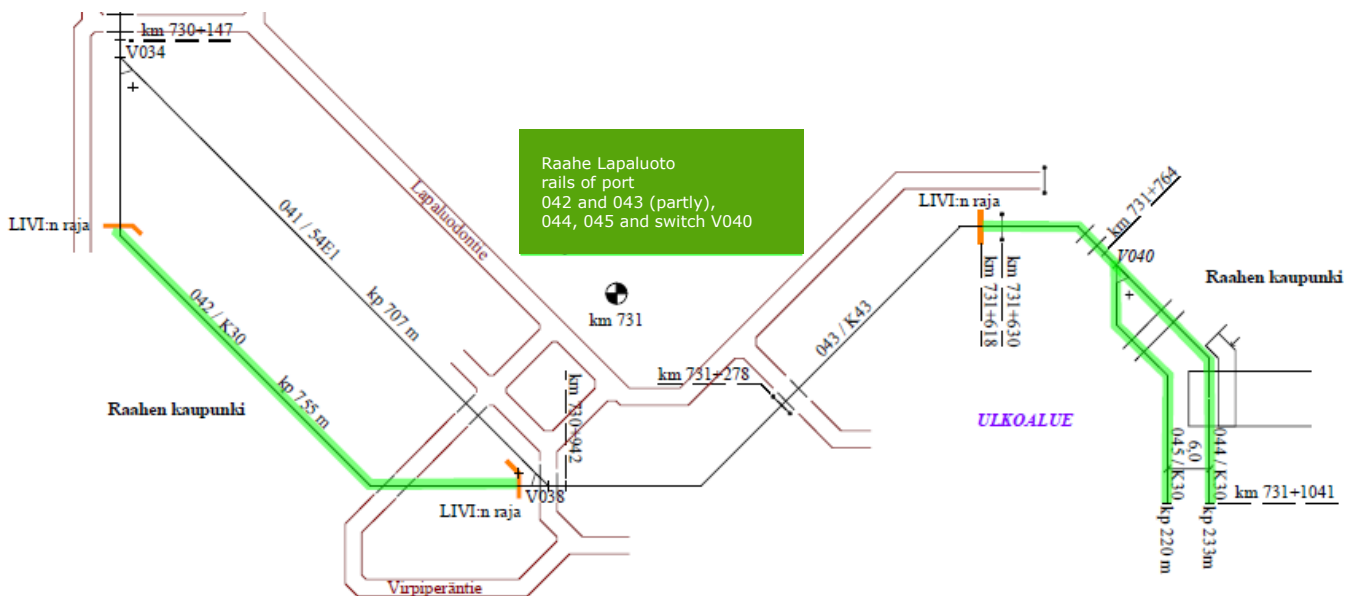 km 730+147
V034
Raahe Lapaluoto
rails of port
042 and 043 (partly),
044, 045 and switch V040
LIVI:n raja
041 / 54E1
Lapaluodontie
LIVI:n raja
km 731+764
V040
Raahen kaupunki
042 / K30
kp 707 m
km 731
043 / K43
km 731+618
km 731+630
kp 755 m
Raahen kaupunki
km 731+278
km 730+942
ULKOALUE
045 / K30
6.0
044 / K30
V038
LIVI:n raja
km 731+1041
kp 220 m
kp 233m
Virpiperäntie